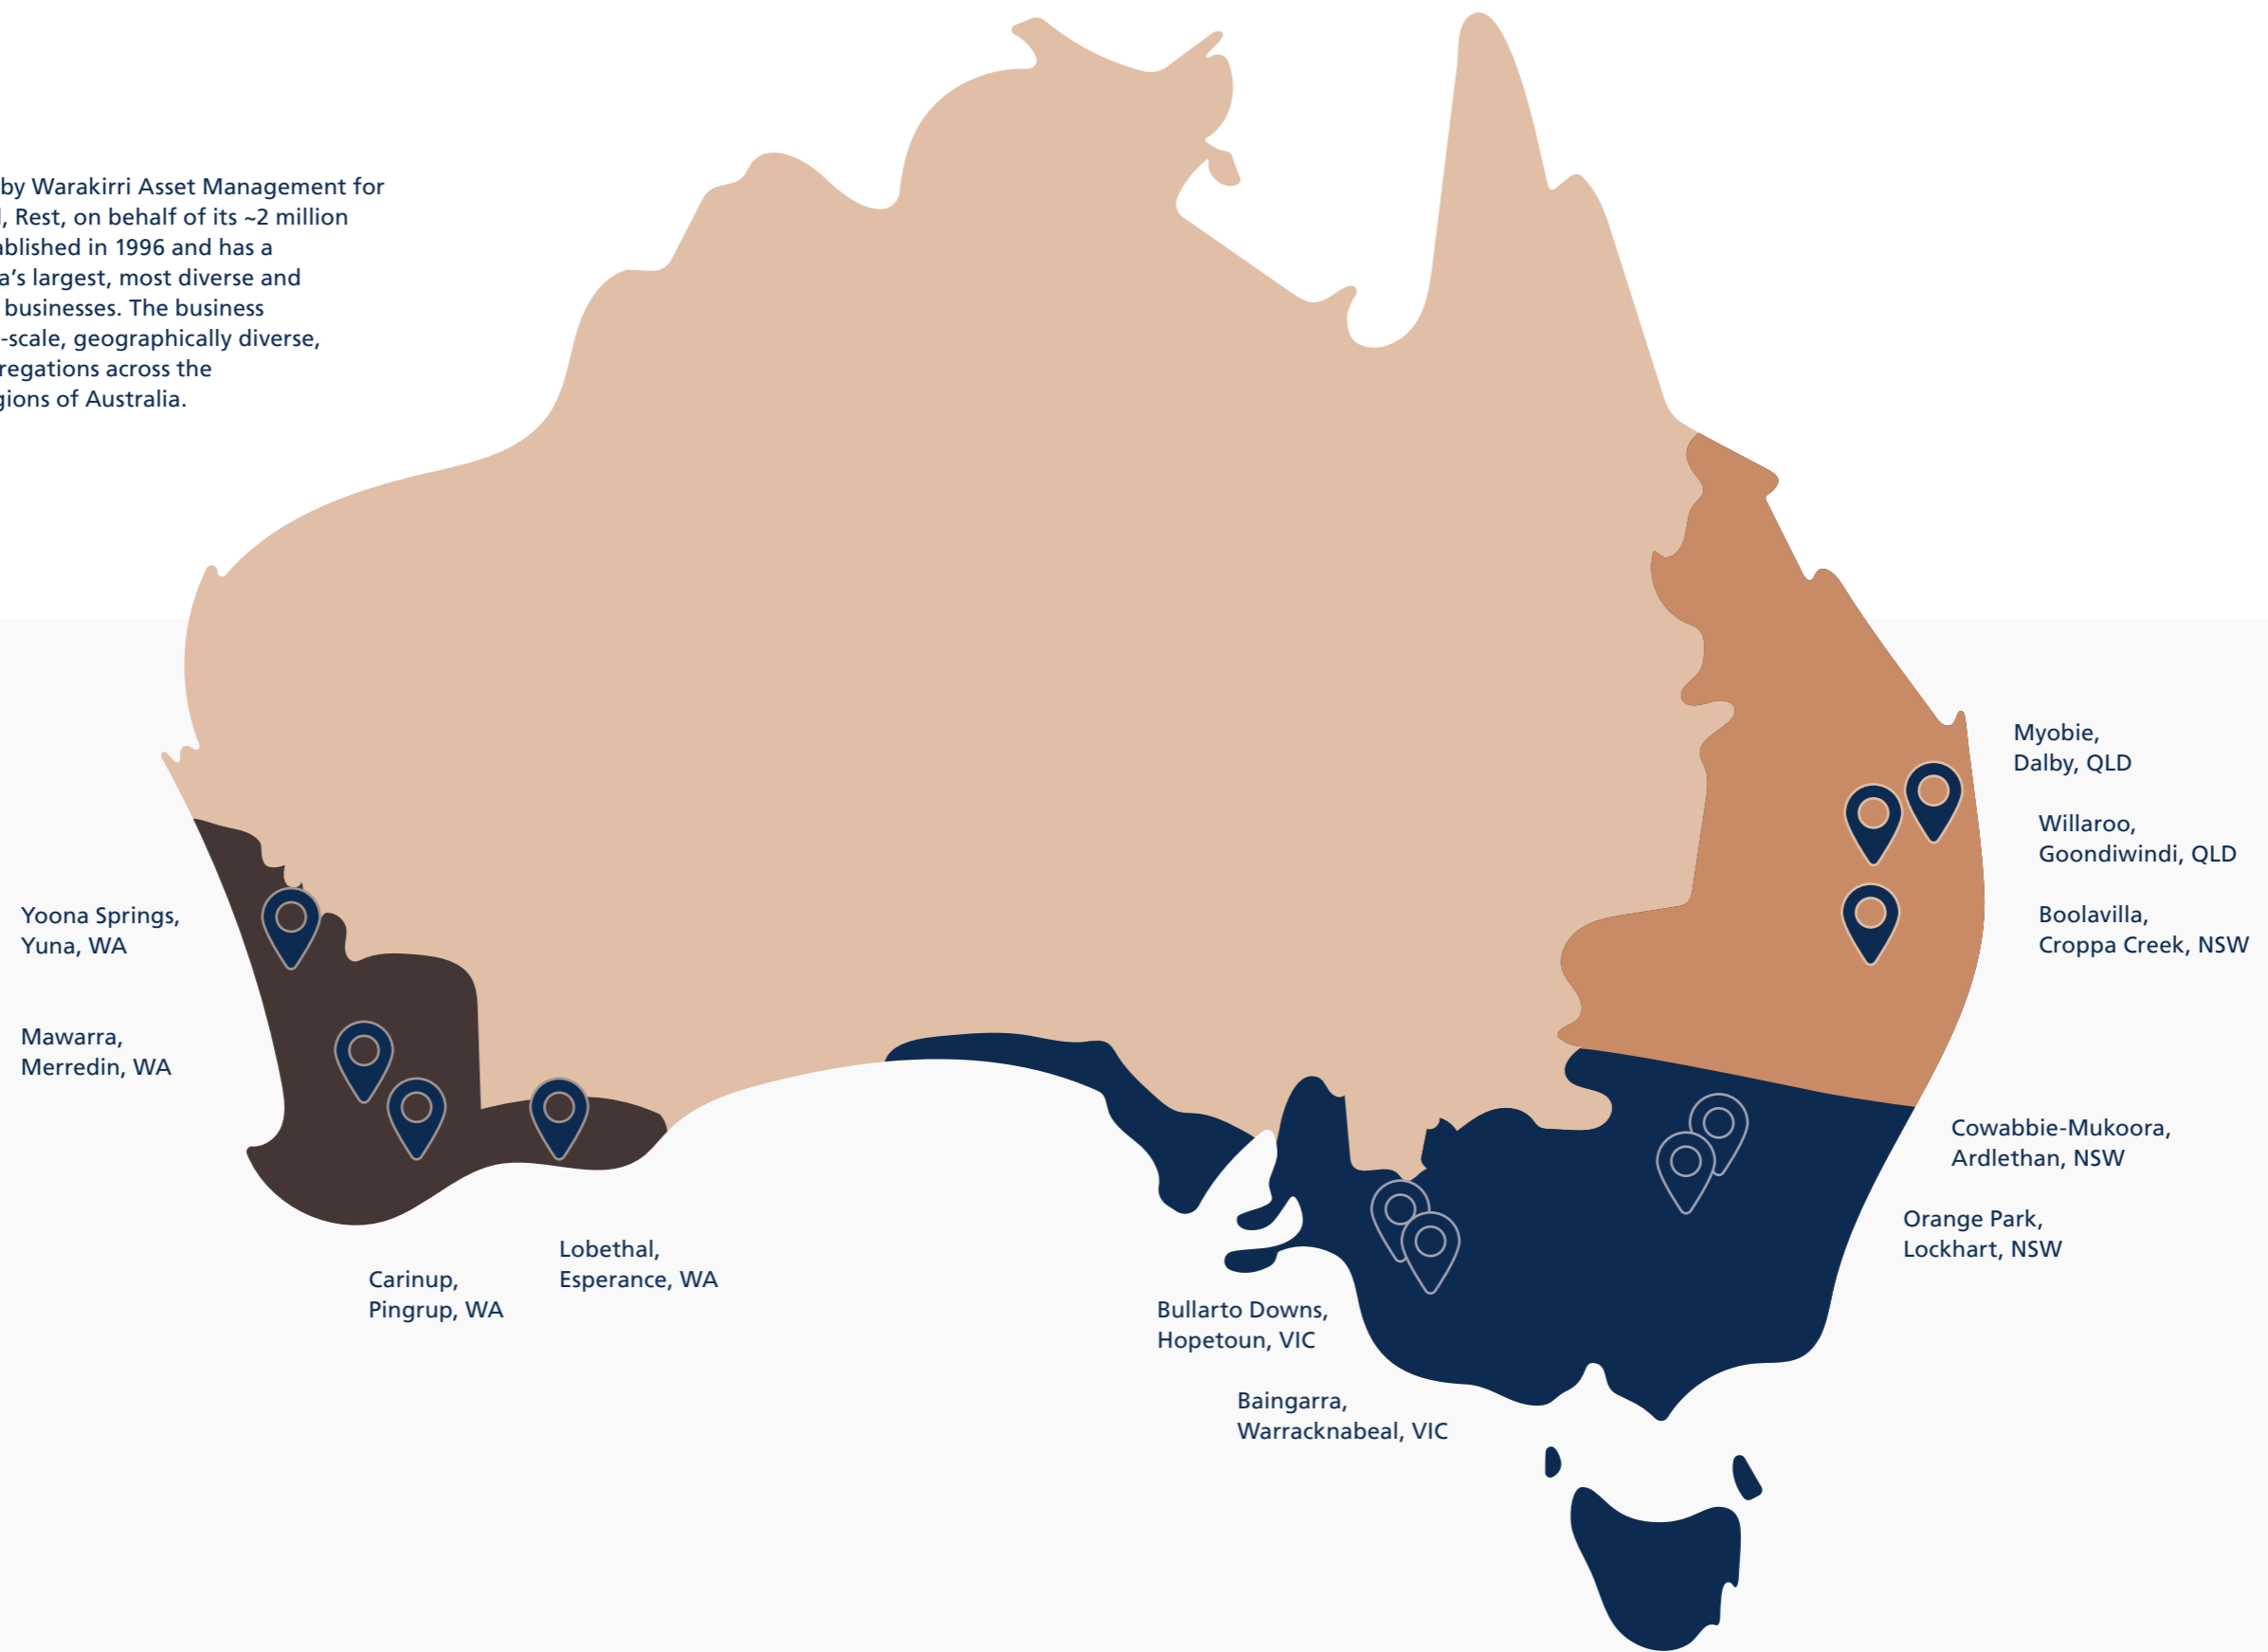 by Warakirri Asset Management for
, Rest, on behalf of its ~2 million
ablished in 1996 and has a
a's largest, most diverse and
businesses. The business
-scale, geographically diverse,
regations across the
gions of Australia.
Myobie,
Dalby, QLD
Willaroo,
Goondiwindi, QLD
Boolavilla,
Croppa Creek, NSW
Yoona Springs,
Yuna, WA
Mawarra,
Merredin, WA
Cowabbie-Mukoora,
Ardlethan, NSW
Orange Park,
Lockhart, NSW
Lobethal,
Esperance, WA
Carinup,
Pingrup, WA
Bullarto Downs,
Hopetoun, VIC
Baingarra,
Warracknabeal, VIC